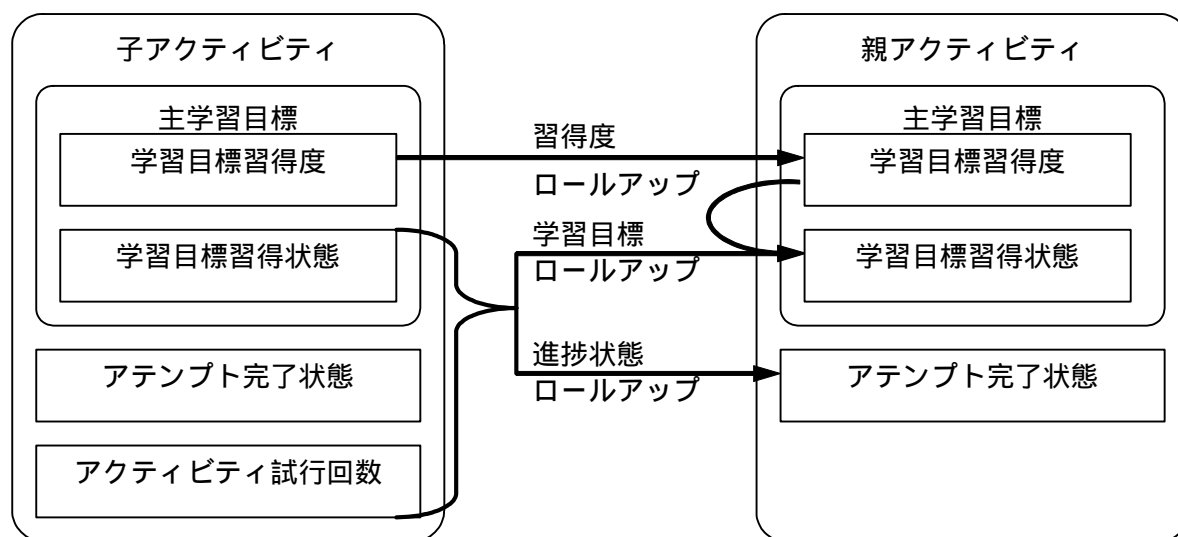 子アクティビティ
主学習目標
学習目標習得度
学習目標習得状態
アテンプト完了状態
アクティビティ試行回数
習得度
ロールアップ
学習目標
ロールアップ
進捗状態
ロールアップ
親アクティビティ
主学習目標
学習目標習得度
学習目標習得状態
アテンプト完了状態